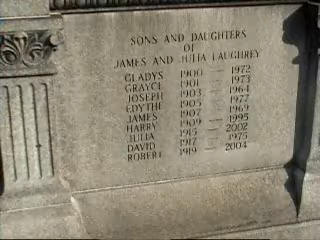 SONS AND DAUGHTERS
OF
JAMES AND JULIA LAUGHREY
GLADYS 1900 — 1972
GRAYCE 1901 — 1973
JOSEPH 1903 — 1964
EDYTHE 1905 — 1977
JAMES 1907 — 1969
HARRY 1909 — 1995
JULIA 1915 — 2002
DAVID 1917 — 1975
ROBERT 1919 — 2004